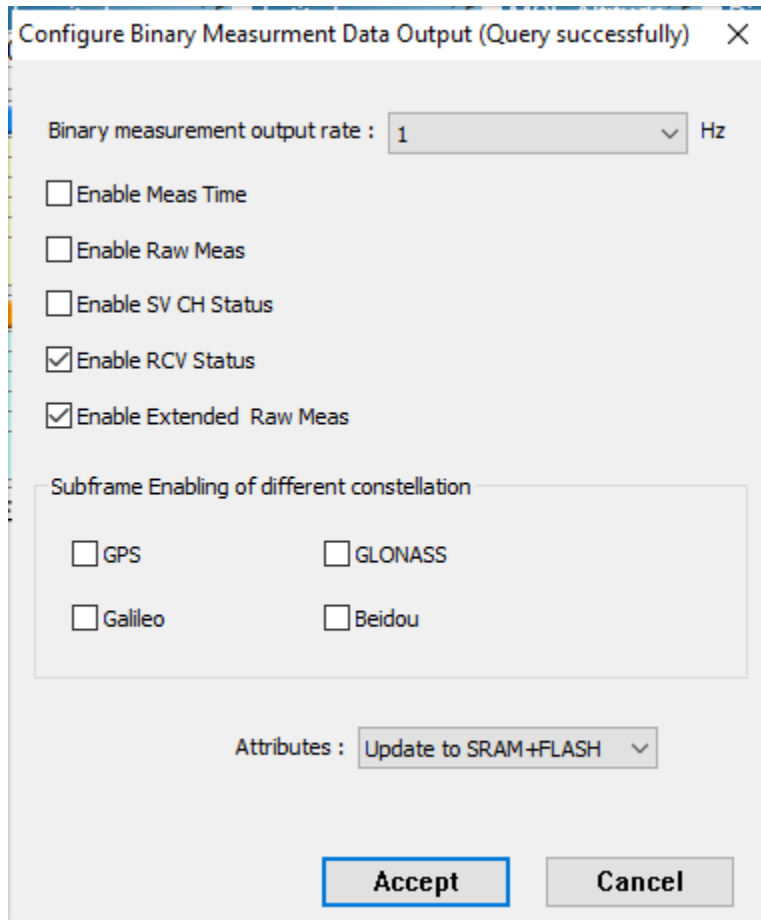 Configure Binary Measurment Data Output (Query successfully)
Binary measurement output rate : 1 Hz
Enable Meas Time
Enable Raw Meas
Enable SV CH Status
Enable RCV Status
Enable Extended Raw Meas
Subframe Enabling of different constellation
GPS GLONASS
Galileo Beidou
Attributes : Update to SRAM+FLASH
Accept Cancel